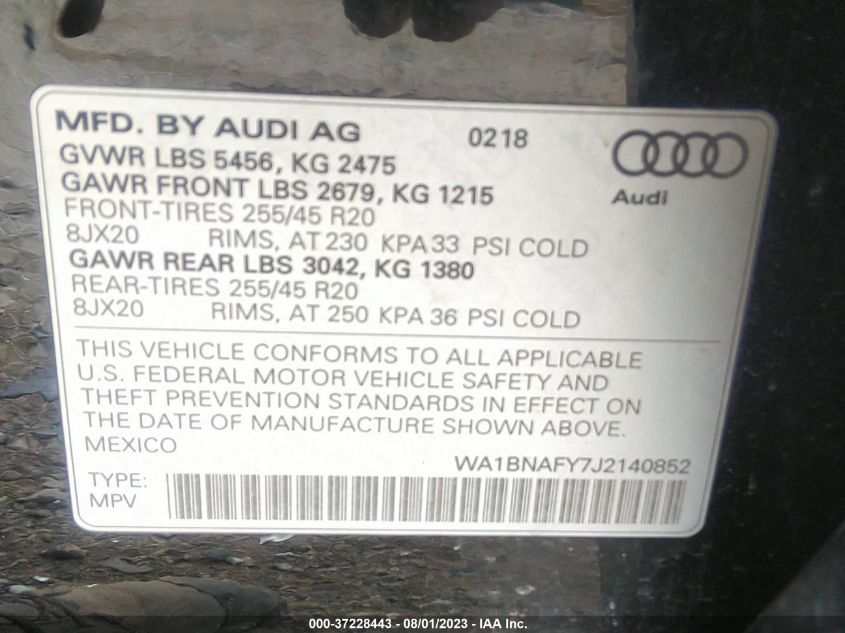 MFD. BY AUDI AG 0218
GVWR LBS 5456, KG 2475
GAWR FRONT LBS 2679, KG 1215
Audi
FRONT-TIRES 255/45 R20
8JX20 RIMS, AT 230 KPA 33 PSI COLD
GAWR REAR LBS 3042, KG 1380
REAR-TIRES 255/45 R20
8JX20 RIMS, AT 250 KPA 36 PSI COLD
THIS VEHICLE CONFORMS TO ALL APPLICABLE
U.S. FEDERAL MOTOR VEHICLE SAFETY AND
THEFT PREVENTION STANDARDS IN EFFECT ON
THE DATE OF MANUFACTURE SHOWN ABOVE.
MEXICO
WA1BNAFY7J2140852
TYPE:
MPV
000-37228443 - 08/01/2023 - IAA Inc.